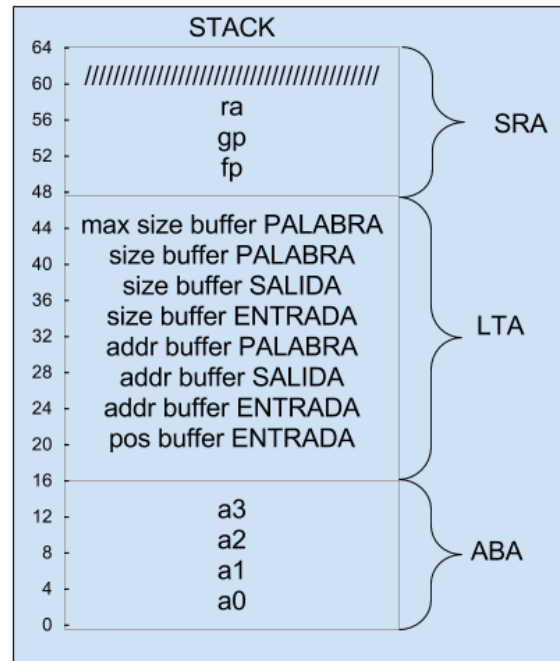 STACK
64
60
56
52
48
44
40
36
32
28
24
20
16
12
8
4
0
////////////////////////////////////////
ra
gp
fp
SRA
max size buffer PALABRA
size buffer PALABRA
size buffer SALIDA
size buffer ENTRADA
addr buffer PALABRA
addr buffer SALIDA
addr buffer ENTRADA
pos buffer ENTRADA
LTA
a3
a2
a1
a0
ABA